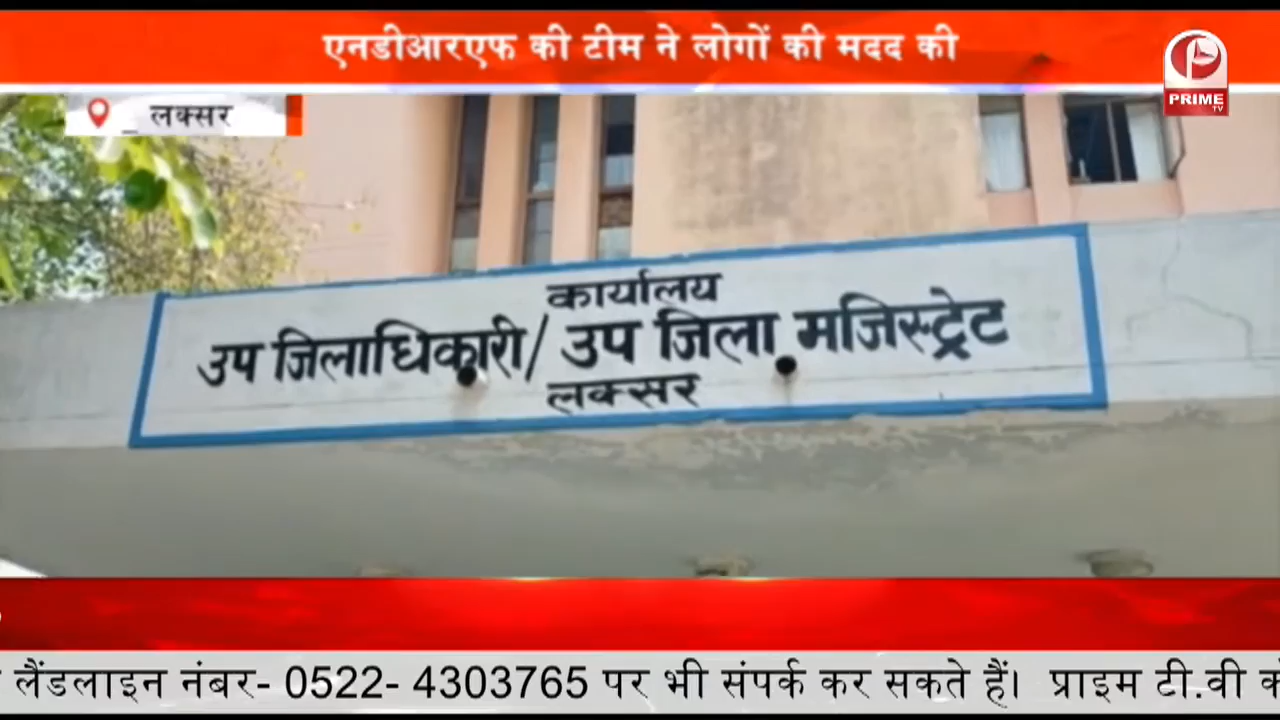 एनडीआरएफ की टीम ने लोगों की मदद की
PRIME
TV
लक्सर
कार्यालय
उप जिलाधिकारी/ उप जिला मजिस्ट्रेट
लक्सर
लैंडलाइन नंबर- 0522- 4303765 पर भी संपर्क कर सकते हैं। प्राइम टी.वी